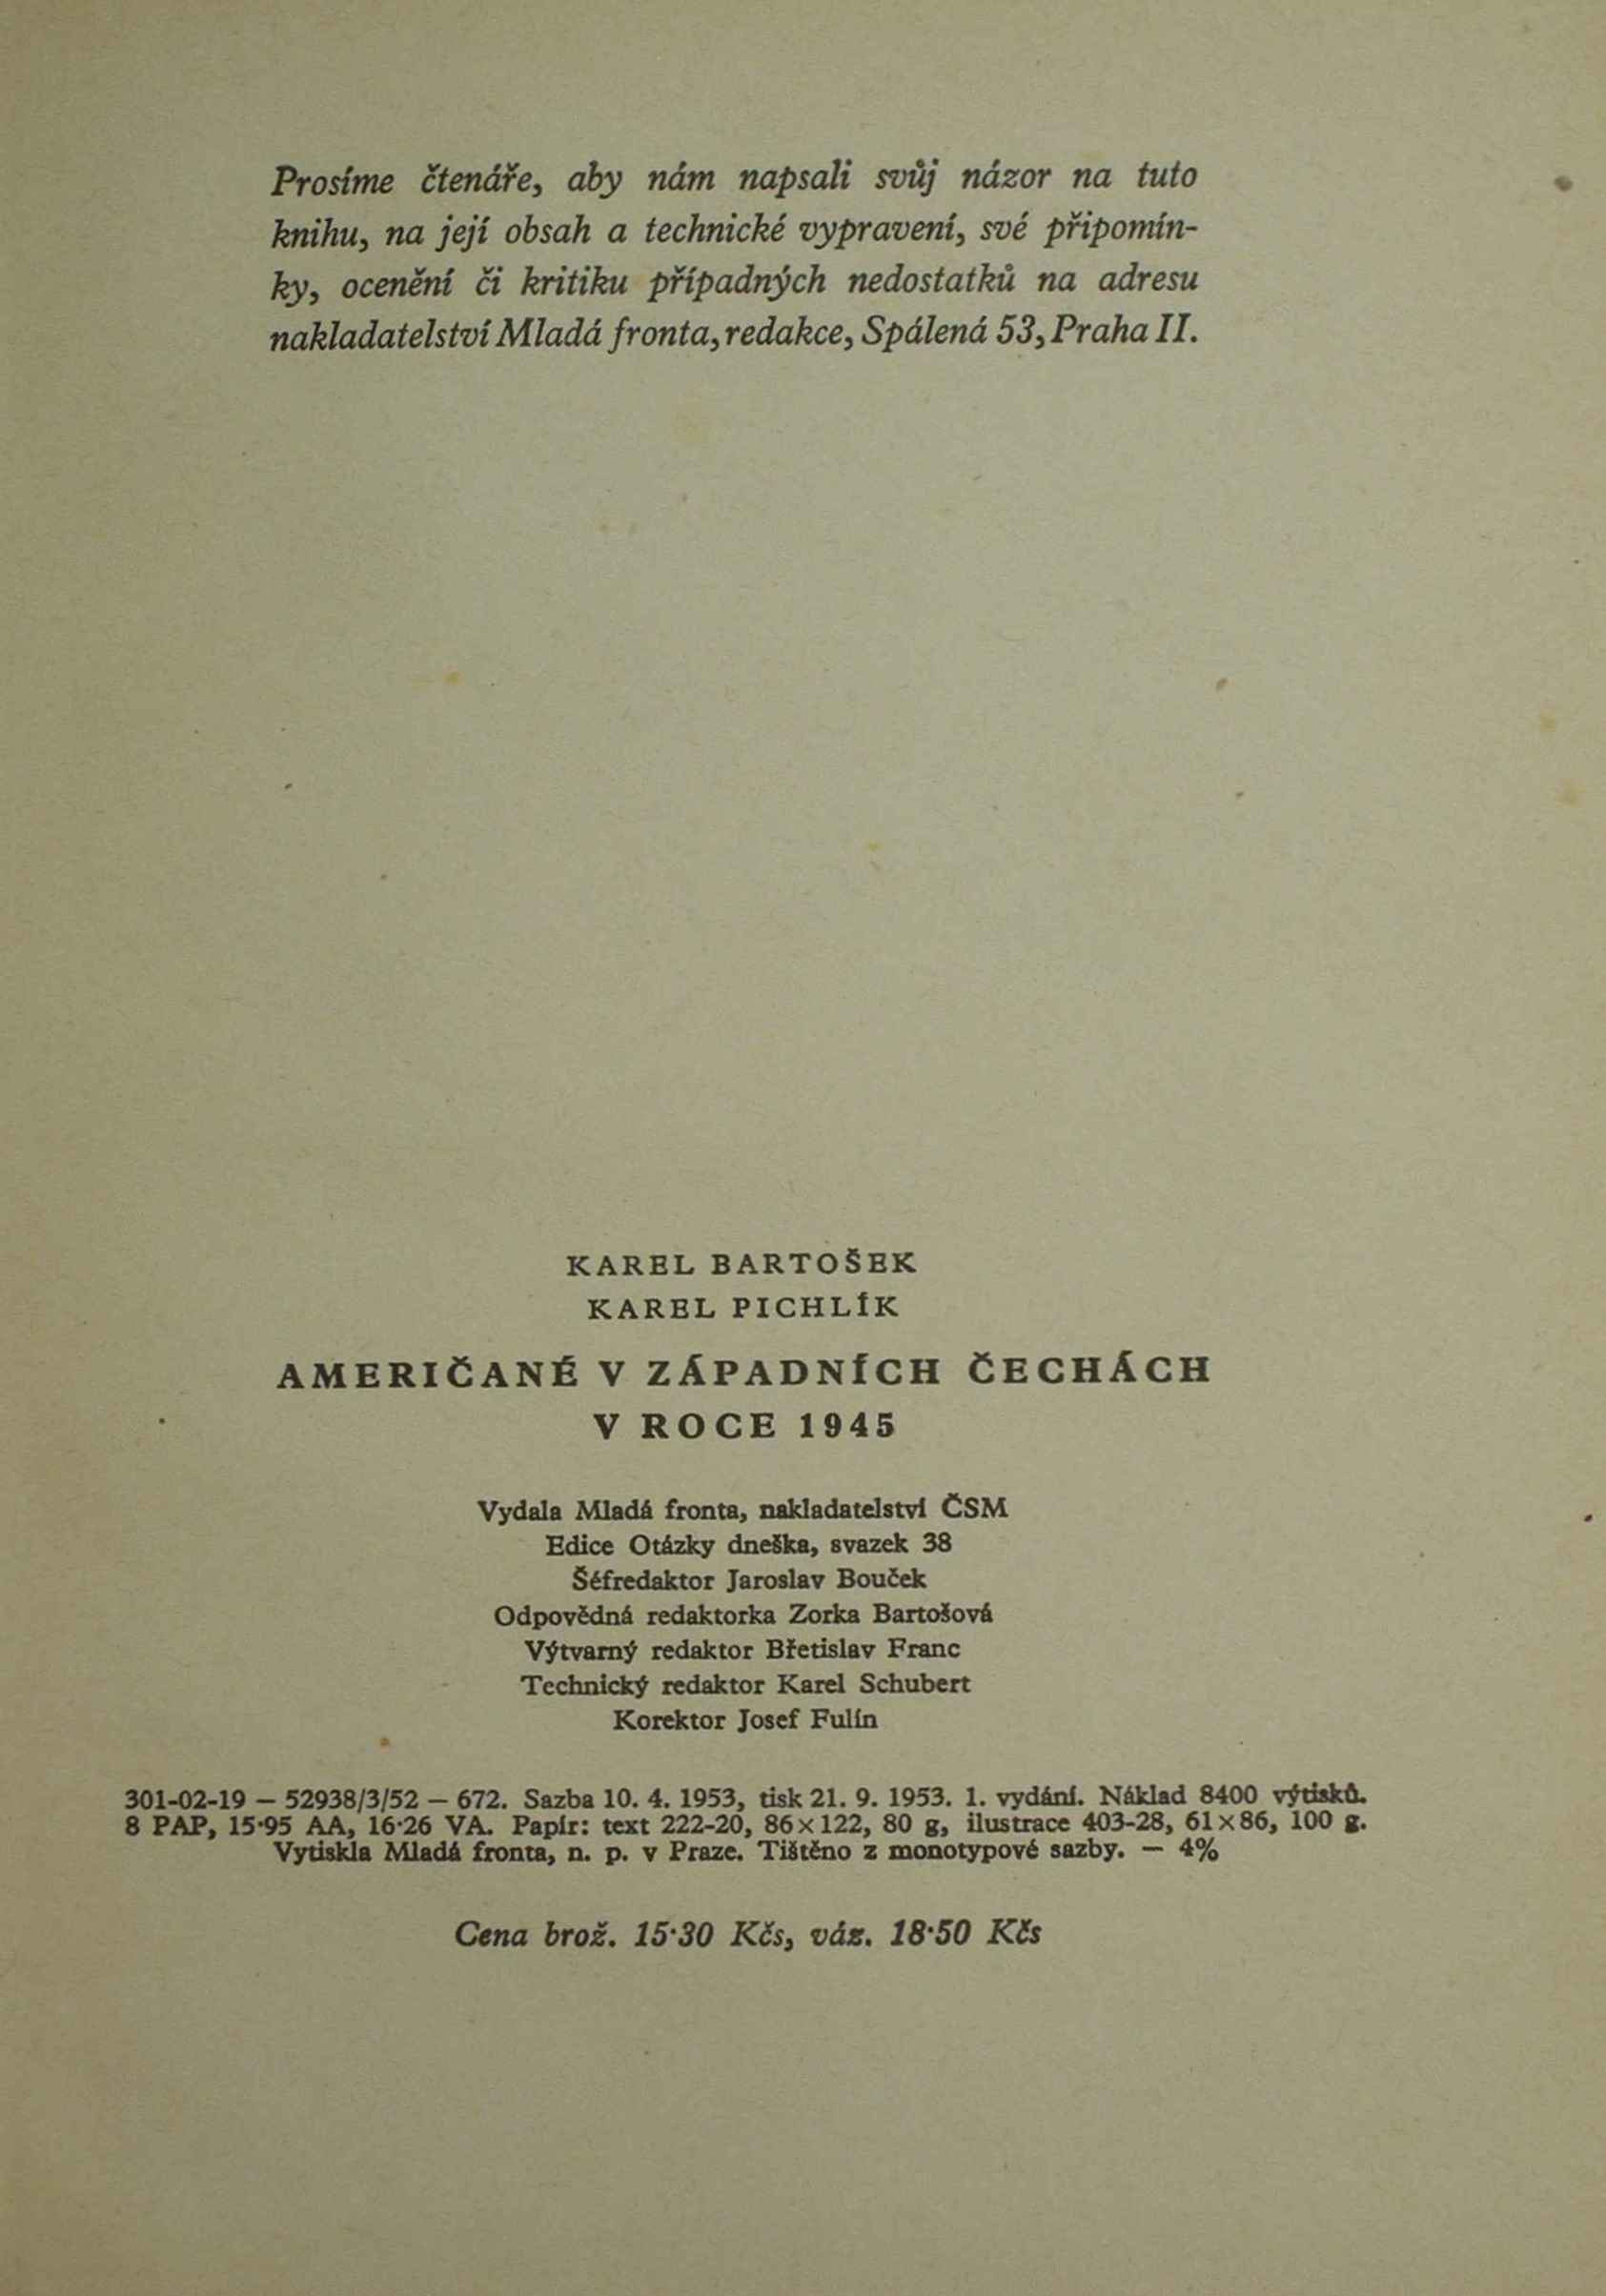 Prosíme čtenáře, aby nám napsali svůj názor na tuto
knihu, na její obsah a technické vypravení, své připomín-
ky, ocenění či kritiku případných nedostatků na adresu
nakladatelství Mladá fronta, redakce, Spálená 53, Praha II.
KAREL BARTOŠEK
KAREL PICHLÍK
AMERIČANÉ V ZÁPADNÍCH ČECHÁCH
V ROCE 1945
Vydala Mladá fronta, nakladatelství ČSM
Edice Otázky dneška, svazek 38
Šéfredaktor Jaroslav Bouček
Odpovědná redaktorka Zorka Bartošová
Výtvarný redaktor Břetislav Franc
Technický redaktor Karel Schubert
Korektor Josef Fulín
301-02-19 — 52938/3/52 — 672. Sazba 10. 4. 1953, tisk 21. 9. 1953. 1. vydání. Náklad 8400 výtisků.
8 PAP, 15·95 AA, 16·26 VA. Papír: text 222-20, 86×122, 80 g, ilustrace 403-28, 61×86, 100 g.
Vytiskla Mladá fronta, n. p. v Praze. Tištěno z monotypové sazby. — 4%
Cena brož. 15·30 Kčs, váz. 18·50 Kčs